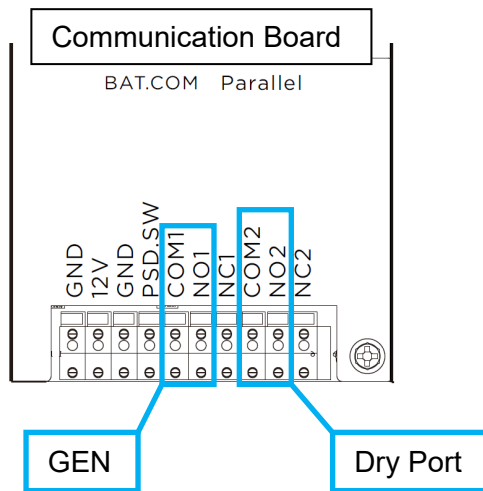 Communication Board
BAT.COM Parallel
GND
12V
GND
PSD.SW
COM1
NO1
NC1
COM2
NO2
NC2
GEN
Dry Port